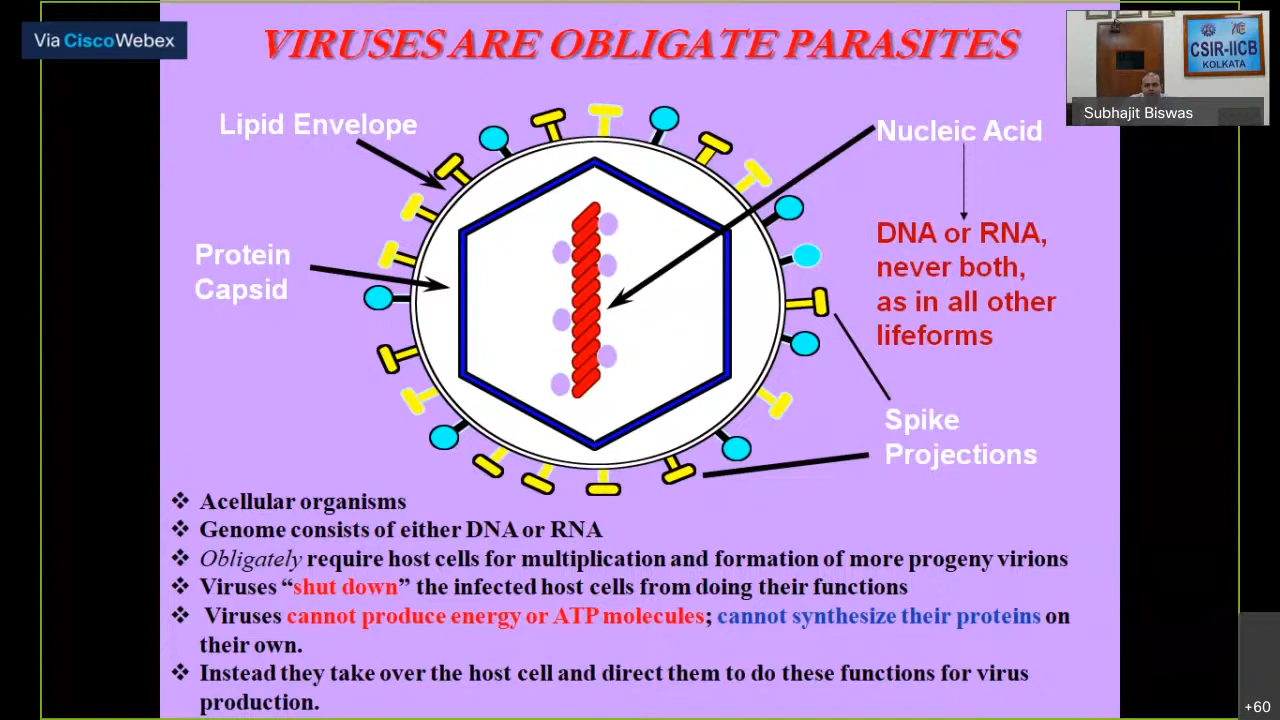 Via Cisco Webex
VIRUSES ARE OBLIGATE PARASITES
CSIR-IICB
KOLKATA
Subhajit Biswas
Lipid Envelope
Nucleic Acid
DNA or RNA,
never both,
as in all other
lifeforms
Protein
Capsid
Spike
Projections
❖ Acellular organisms
❖ Genome consists of either DNA or RNA
❖ Obligately require host cells for multiplication and formation of more progeny virions
❖ Viruses “shut down” the infected host cells from doing their functions
❖ Viruses cannot produce energy or ATP molecules; cannot synthesize their proteins on
their own.
❖ Instead they take over the host cell and direct them to do these functions for virus
production.
+60